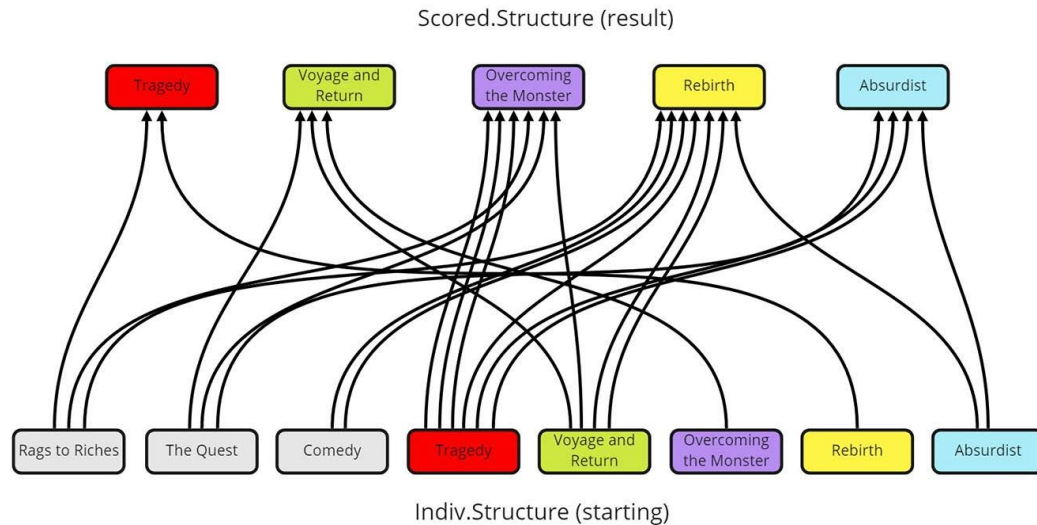 Scored.Structure (result)
Tragedy
Voyage and
Return
Overcoming
the Monster
Rebirth
Absurdist
Rags to Riches
The Quest
Comedy
Tragedy
Voyage and
Return
Overcoming
the Monster
Rebirth
Absurdist
Indiv.Structure (starting)